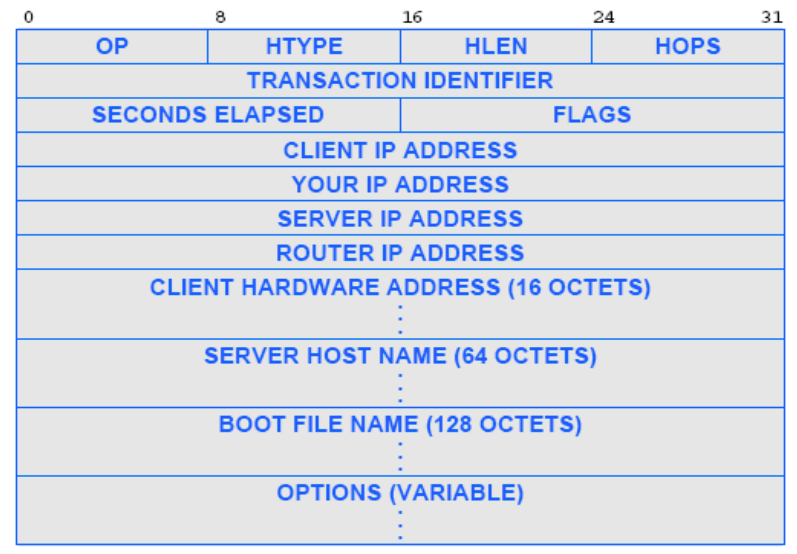 0 8 16 24 31
OP HTYPE HLEN HOPS
TRANSACTION IDENTIFIER
SECONDS ELAPSED FLAGS
CLIENT IP ADDRESS
YOUR IP ADDRESS
SERVER IP ADDRESS
ROUTER IP ADDRESS
CLIENT HARDWARE ADDRESS (16 OCTETS)
SERVER HOST NAME (64 OCTETS)
BOOT FILE NAME (128 OCTETS)
OPTIONS (VARIABLE)